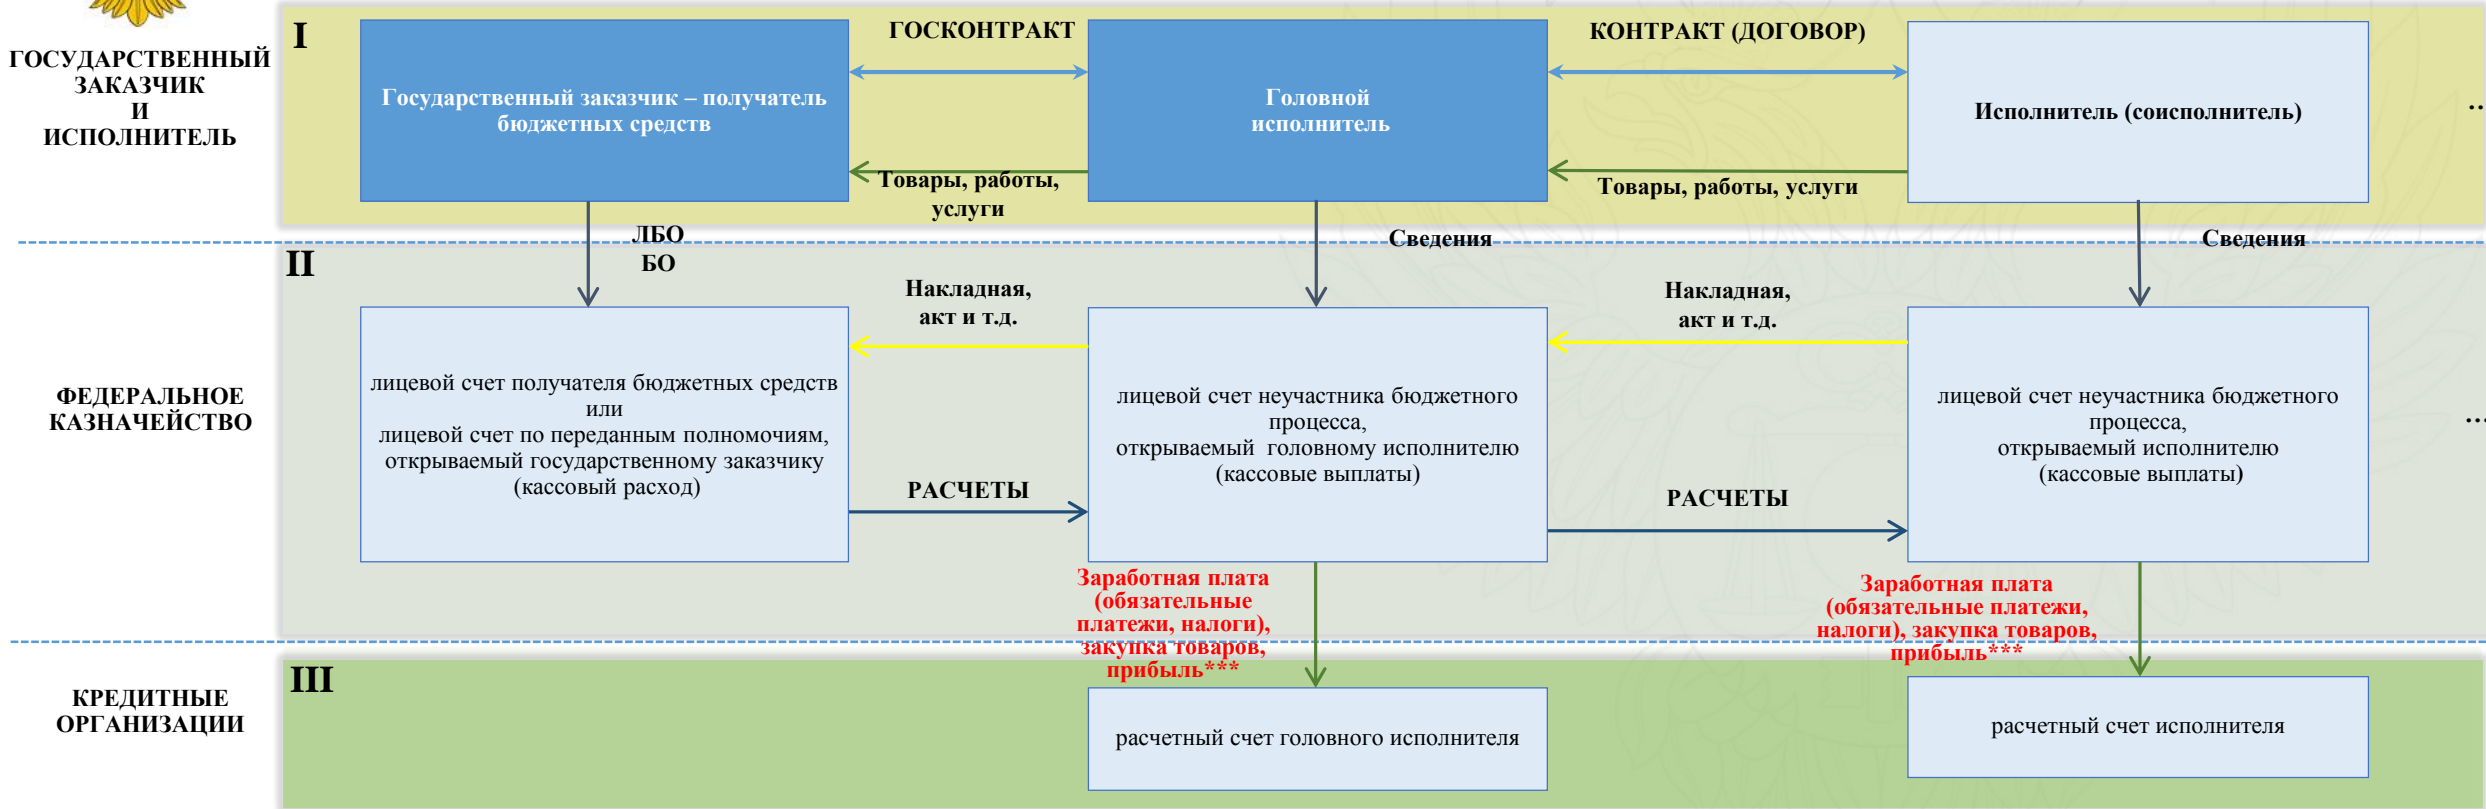 ГОСУДАРСТВЕННЫЙ
ЗАКАЗЧИК
И
ИСПОЛНИТЕЛЬ
I
Государственный заказчик – получатель
бюджетных средств
ГОСКОНТРАКТ
Товары, работы,
услуги
Головной
исполнитель
КОНТРАКТ (ДОГОВОР)
Товары, работы, услуги
Исполнитель (соисполнитель)
...
ЛБО
БО
Сведения
Сведения
ФЕДЕРАЛЬНОЕ
КАЗНАЧЕЙСТВО
II
лицевой счет получателя бюджетных средств
или
лицевой счет по переданным полномочиям,
открываемый государственному заказчику
(кассовый расход)
Накладная,
акт и т.д.
РАСЧЕТЫ
лицевой счет неучастника бюджетного
процесса,
открываемый головному исполнителю
(кассовые выплаты)
Накладная,
акт и т.д.
РАСЧЕТЫ
лицевой счет неучастника бюджетного
процесса,
открываемый исполнителю
(кассовые выплаты)
...
Заработная плата
(обязательные
платежи, налоги),
закупка товаров,
прибыль***
Заработная плата
(обязательные платежи,
налоги), закупка товаров,
прибыль***
КРЕДИТНЫЕ
ОРГАНИЗАЦИИ
III
расчетный счет головного исполнителя
расчетный счет исполнителя